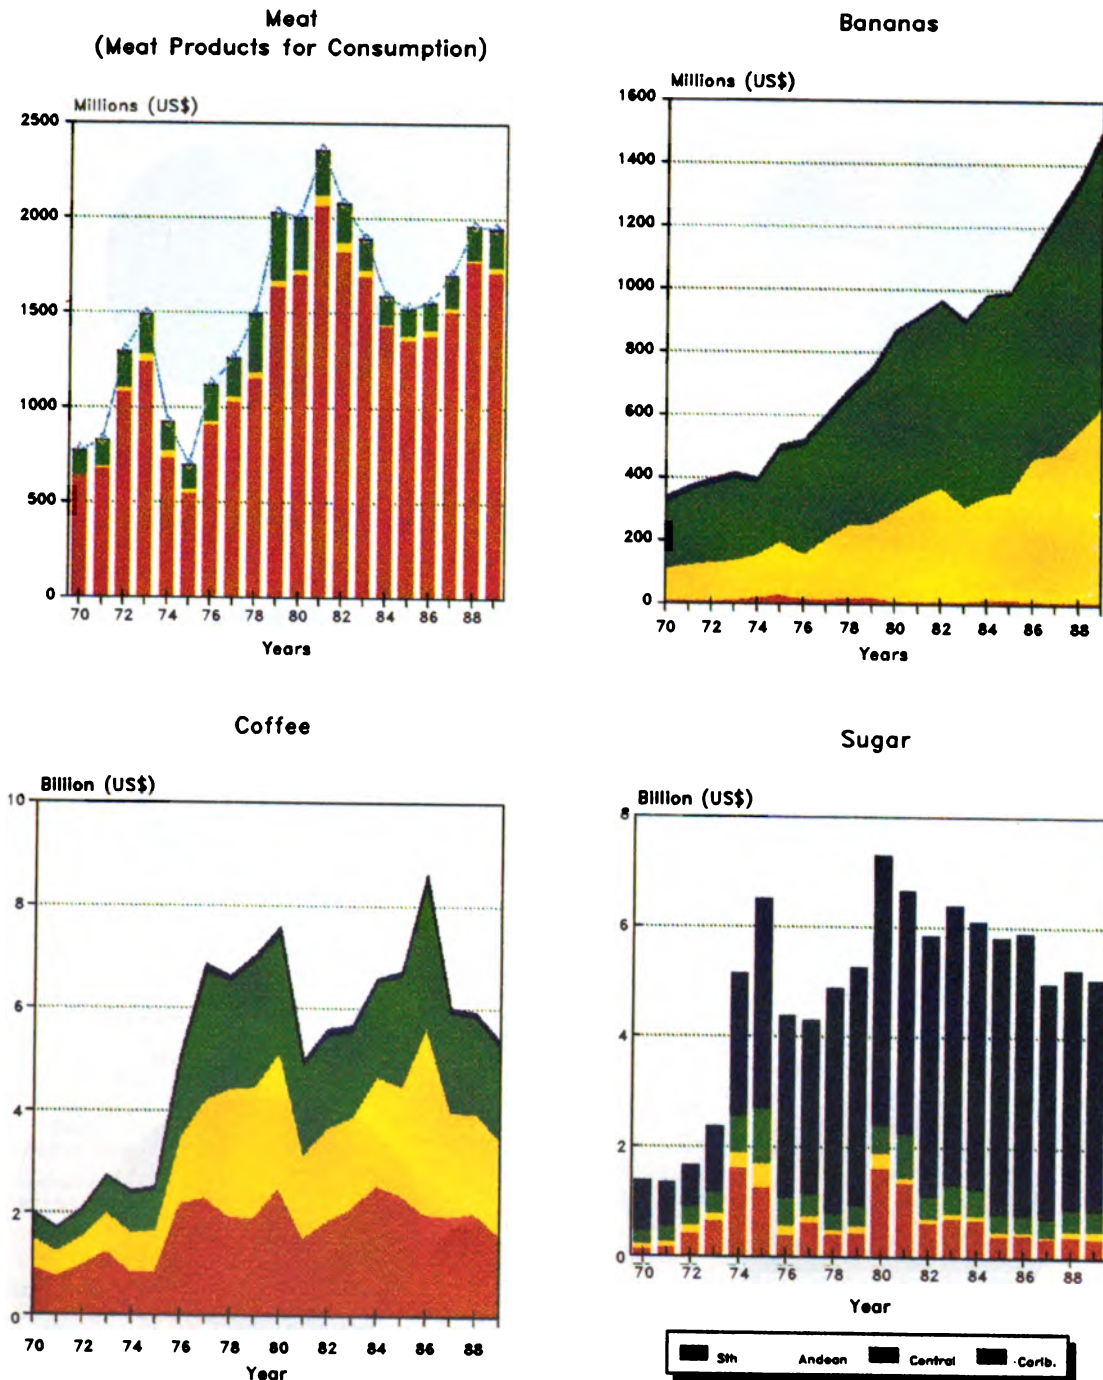 Meat
(Meat Products for Consumption)
Millions (US$)
2500
2000
1500
1000
500
0
70 72 74 76 78 80 82 84 86 88
Years
Bananas
Millions (US$)
1600
1400
1200
1000
800
600
400
200
0
70 72 74 76 78 80 82 84 86 88
Years
Coffee
Billion (US$)
10
8
6
4
2
0
70 72 74 76 78 80 82 84 86 88
Year
Sugar
Billion (US$)
8
6
4
2
0
70 72 74 76 78 80 82 84 86 88
Year
Sth Andean Central Carib.